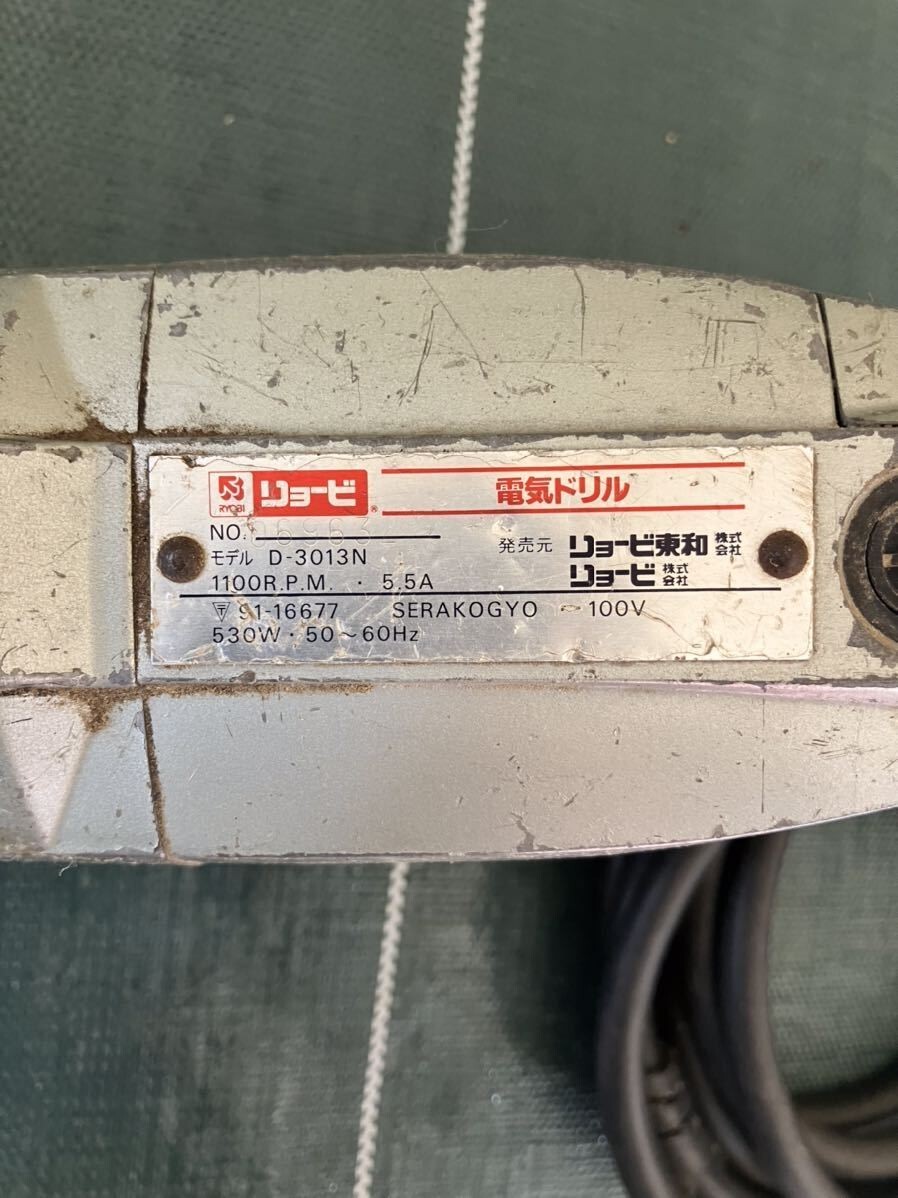 RYOBI リョービ® 電気ドリル
NO.
モデル D-3013N
1100R.P.M. · 5.5A
発売元 リョービ東和 株式会社
リョービ 株式会社
〒 91-16677 SERAKOGYO 100V
530W · 50～60Hz